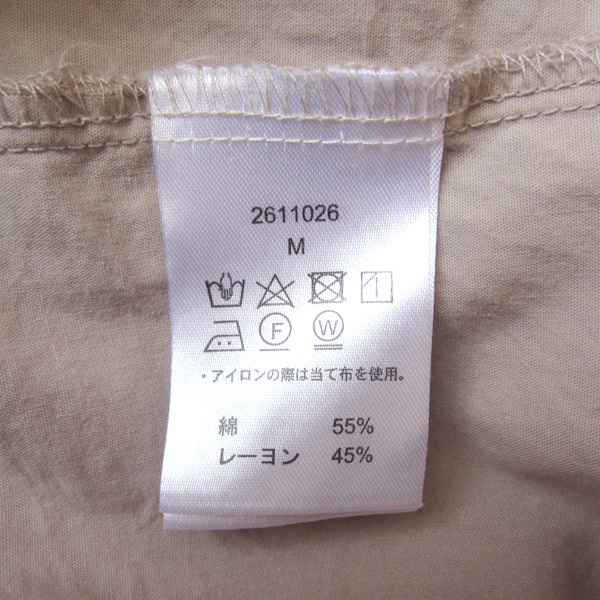 2611026
M
F W
・アイロンの際は当て布を使用。
綿 55%
レーヨン 45%